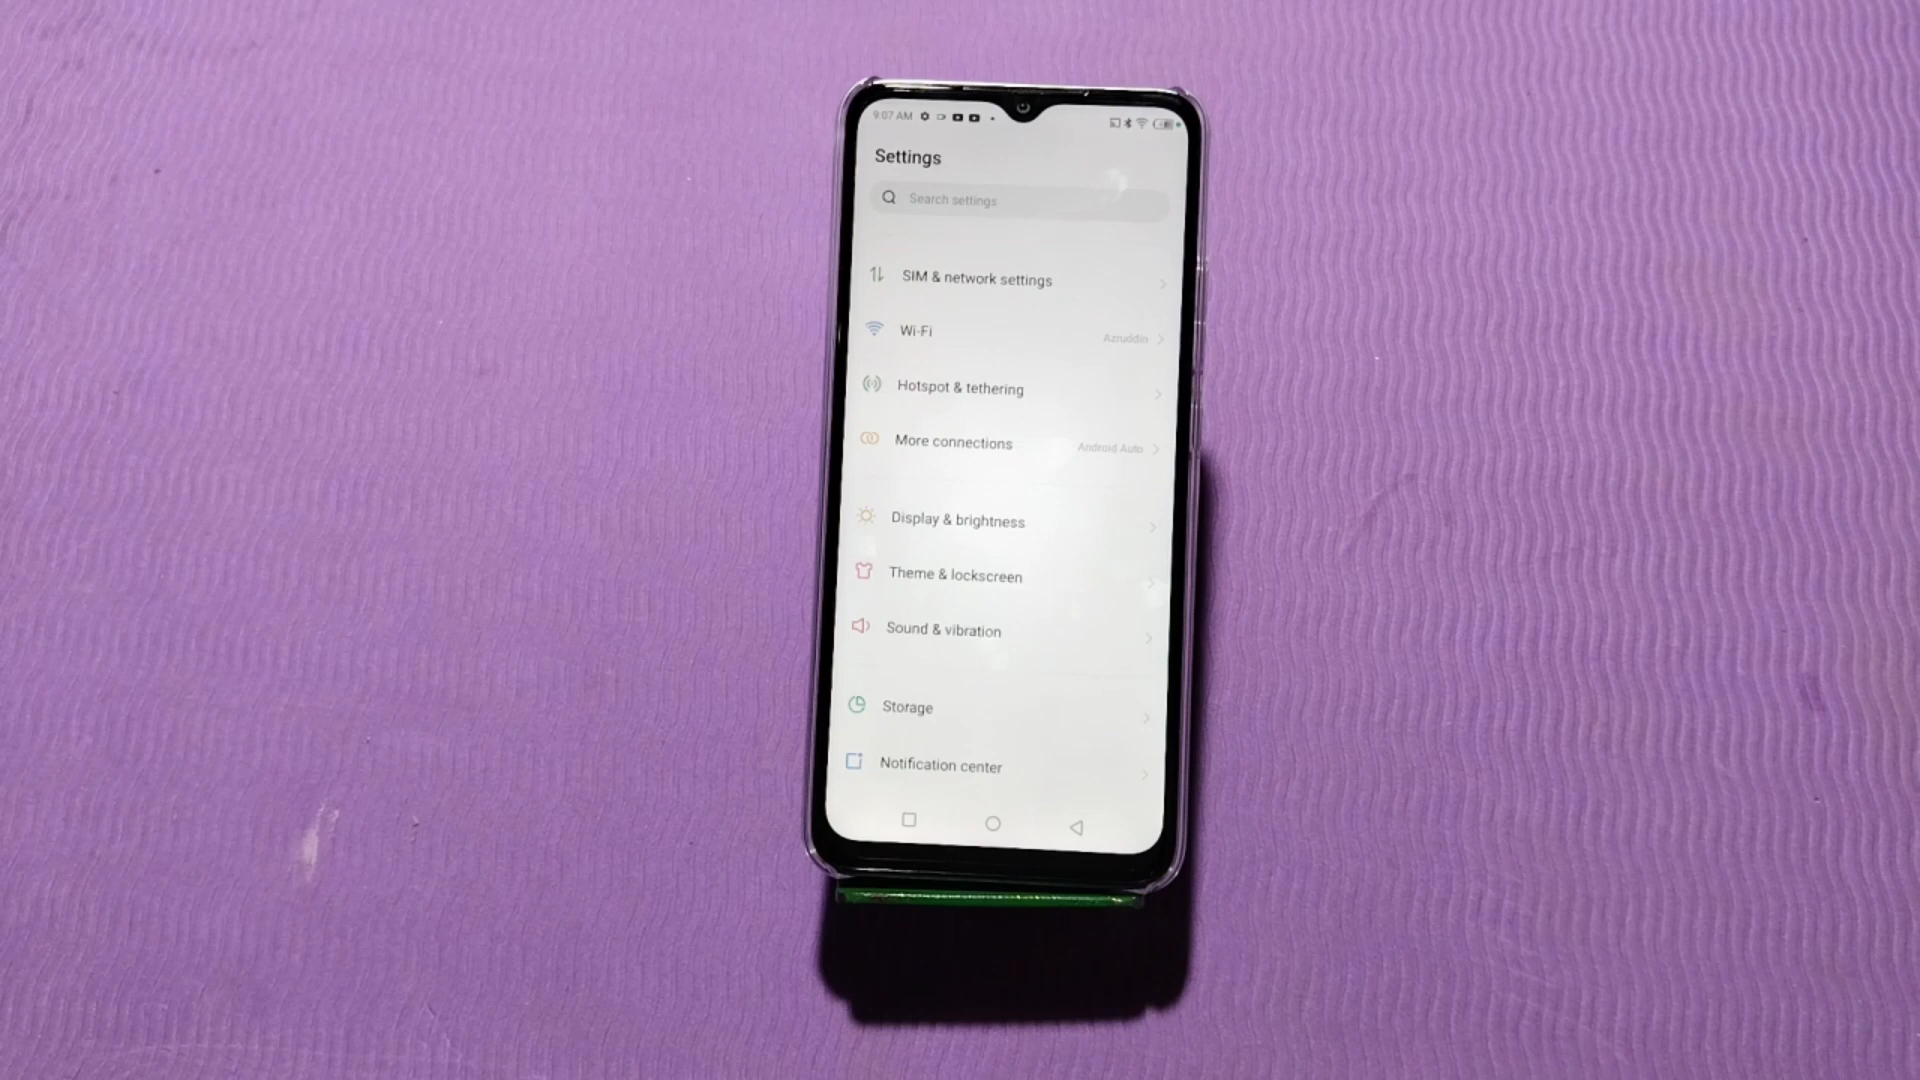 9:07 AM
Settings
Search settings
SIM & network settings
Wi-Fi
Azruddin
Hotspot & tethering
More connections
Android Auto
Display & brightness
Theme & lockscreen
Sound & vibration
Storage
Notification center